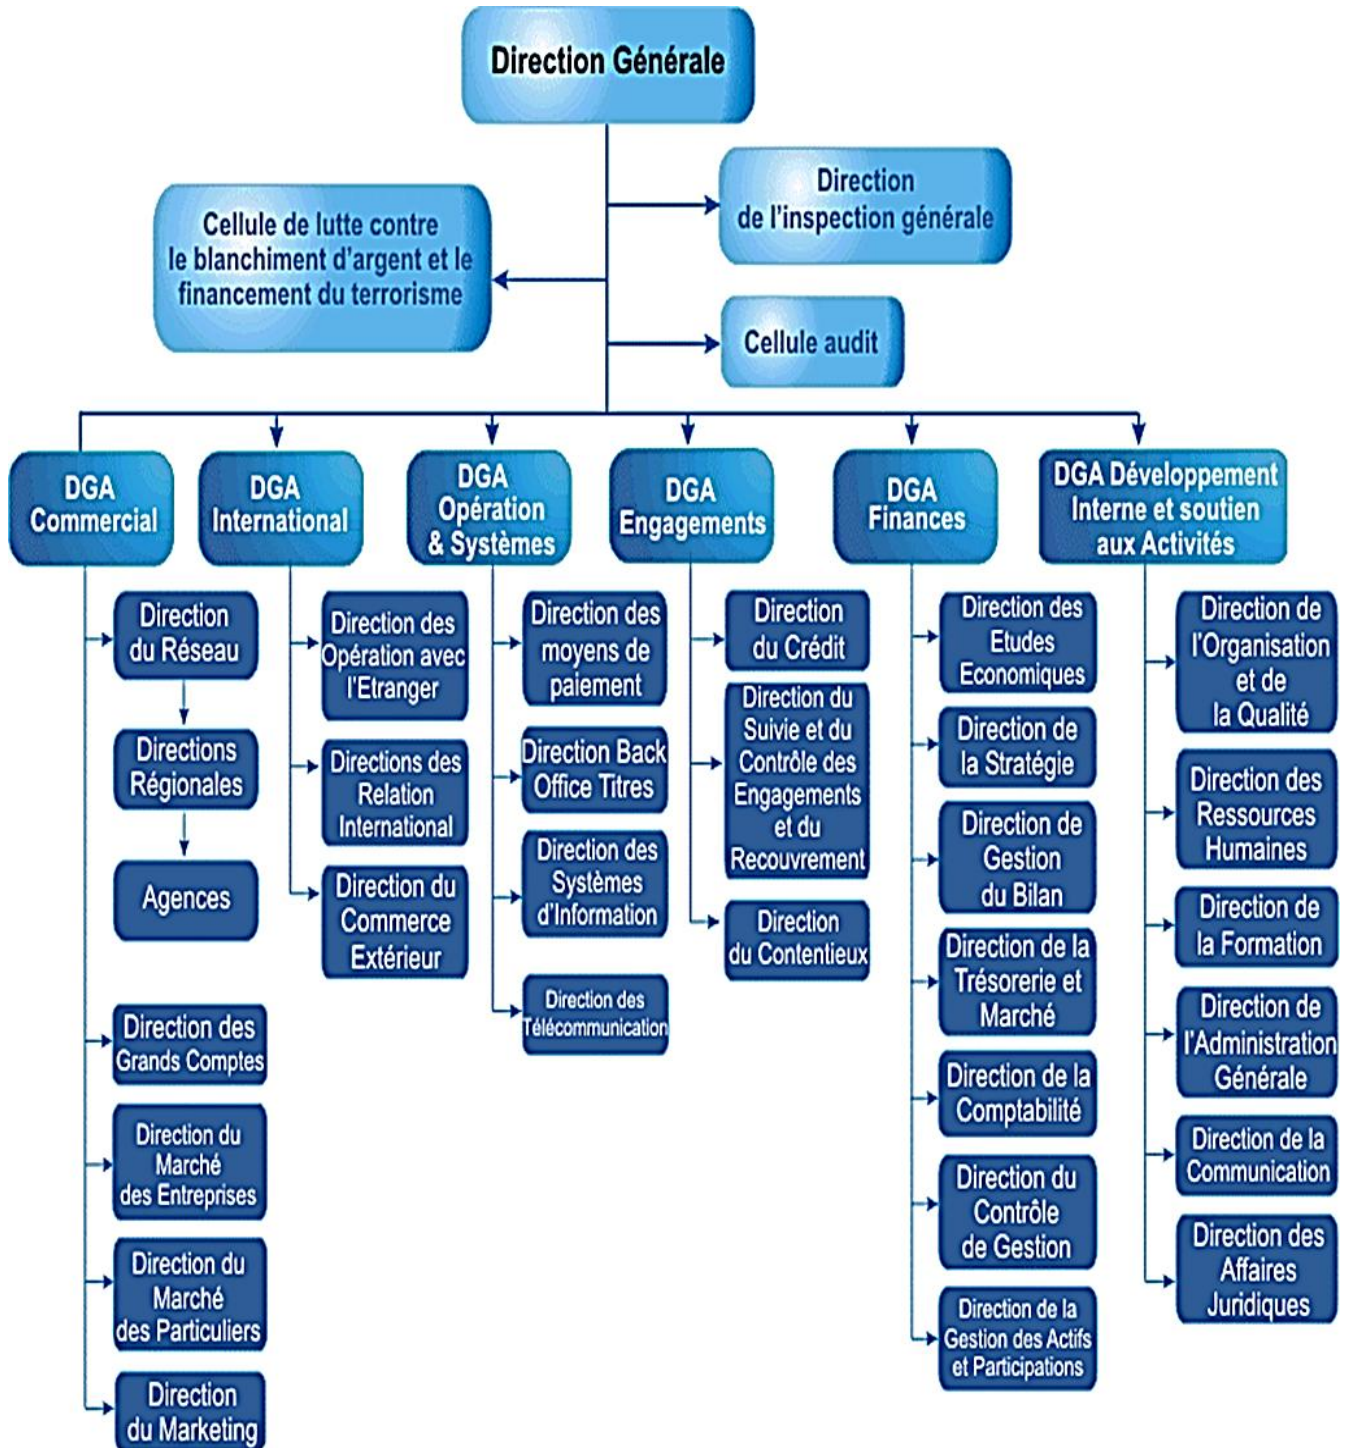 Direction Générale
Direction
de l'inspection générale
Cellule de lutte contre
le blanchiment d'argent et le
financement du terrorisme
Cellule audit
DGA
Commercial
DGA
International
DGA
Opération
& Systèmes
DGA
Engagements
DGA
Finances
DGA Développement
Interne et soutien
aux Activités
Direction
du Réseau
Directions
Régionales
Agences
Direction des
Grands Comptes
Direction du
Marché
des Entreprises
Direction du
Marché
des Particuliers
Direction
du Marketing
Direction des
Opération avec
l'Etranger
Directions des
Relation
International
Direction du
Commerce
Extérieur
Direction des
moyens de
paiement
Direction Back
Office Titres
Direction des
Systèmes
d'Information
Direction des
Télécommunication
Direction
du Crédit
Direction du
Suivie et du
Contrôle des
Engagements
et du
Recouvrement
Direction
du Contentieux
Direction des
Etudes
Economiques
Direction de
la Stratégie
Direction de
Gestion
du Bilan
Direction de la
Trésorerie et
Marché
Direction de la
Comptabilité
Direction du
Contrôle
de Gestion
Direction de la
Gestion des Actifs
et Participations
Direction de
l'Organisation
et de
la Qualité
Direction des
Ressources
Humaines
Direction de
la Formation
Direction de
l'Administration
Générale
Direction de la
Communication
Direction des
Affaires
Juridiques